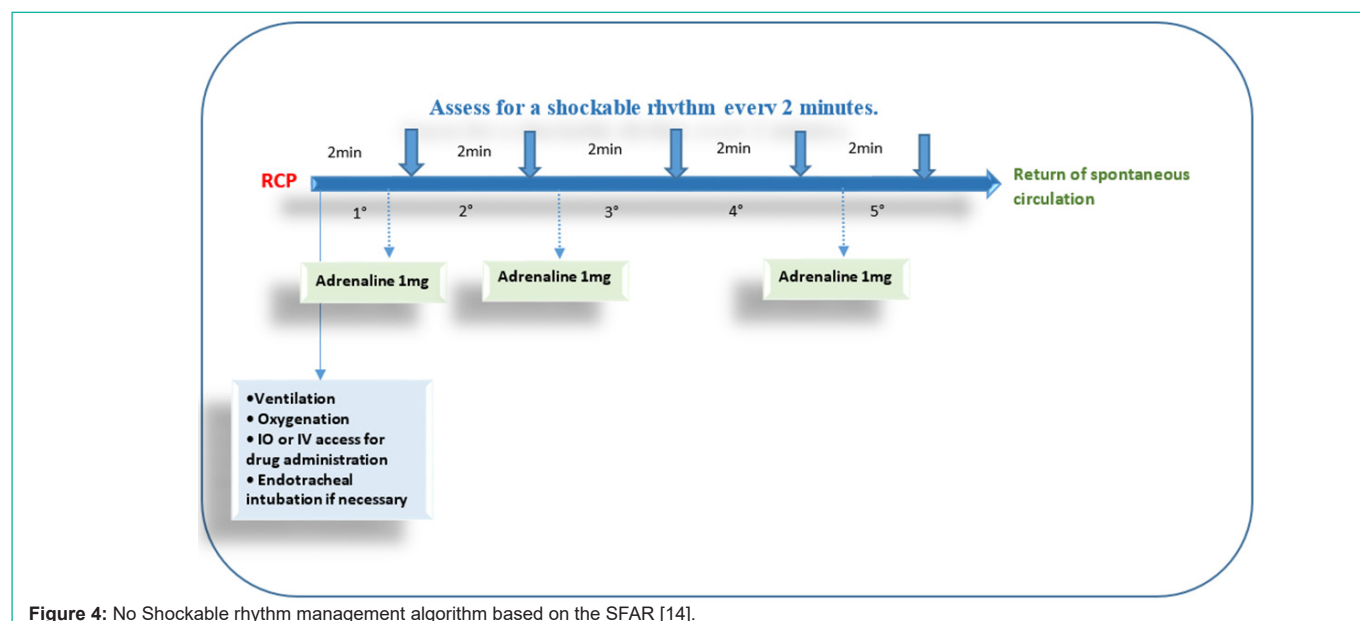 Assess for a shockable rhythm every 2 minutes.
2min
2min
2min
2min
2min
RCP
Return of spontaneous
circulation
1°
2°
3°
4°
5°
Adrenaline 1mg
Adrenaline 1mg
Adrenaline 1mg
•Ventilation
• Oxygenation
• IO or IV access for
drug administration
• Endotracheal
intubation if necessary
Figure 4: No Shockable rhythm management algorithm based on the SFAR [14].